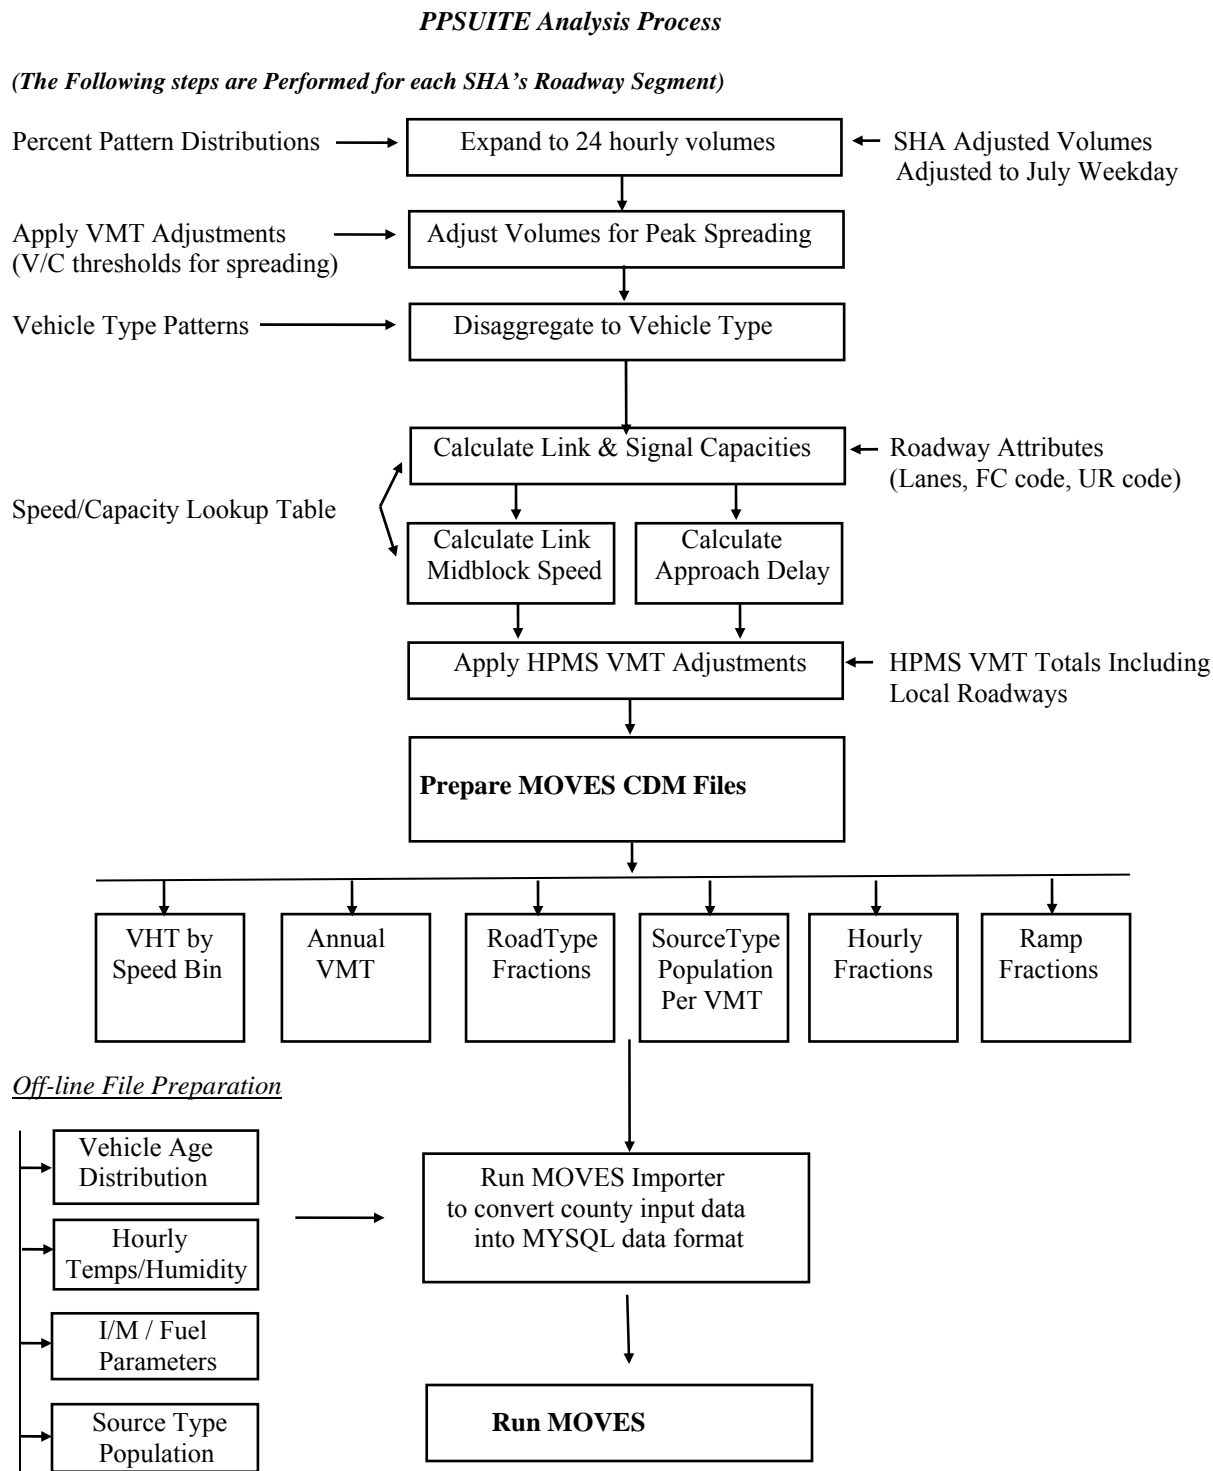 PPSUITE Analysis Process
(The Following steps are Performed for each SHA's Roadway Segment)
Percent Pattern Distributions
Expand to 24 hourly volumes
SHA Adjusted Volumes
Adjusted to July Weekday
Apply VMT Adjustments
(V/C thresholds for spreading)
Adjust Volumes for Peak Spreading
Vehicle Type Patterns
Disaggregate to Vehicle Type
Calculate Link & Signal Capacities
Roadway Attributes
(Lanes, FC code, UR code)
Speed/Capacity Lookup Table
Calculate Link
Midblock Speed
Calculate
Approach Delay
Apply HPMS VMT Adjustments
HPMS VMT Totals Including
Local Roadways
Prepare MOVES CDM Files
VHT by
Speed Bin
Annual
VMT
RoadType
Fractions
SourceType
Population
Per VMT
Hourly
Fractions
Ramp
Fractions
Off-line File Preparation
Vehicle Age
Distribution
Hourly
Temps/Humidity
I/M / Fuel
Parameters
Source Type
Population
Run MOVES Importer
to convert county input data
into MYSQL data format
Run MOVES